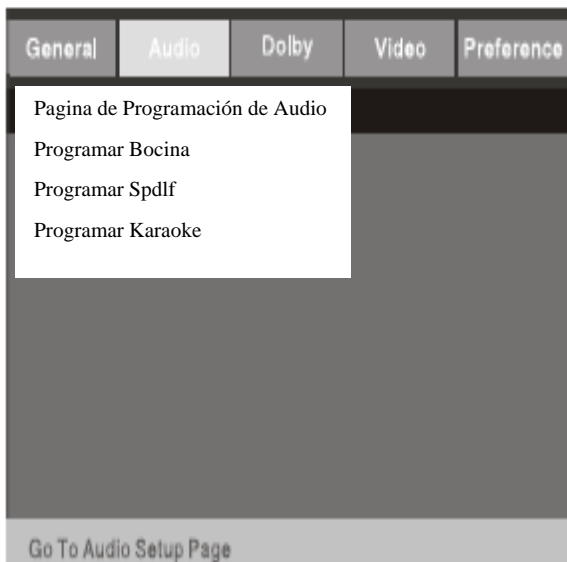 General Audio Dolby Video Preference
Pagina de Programación de Audio
Programar Bocina
Programar Spdlf
Programar Karaoke
Go To Audio Setup Page